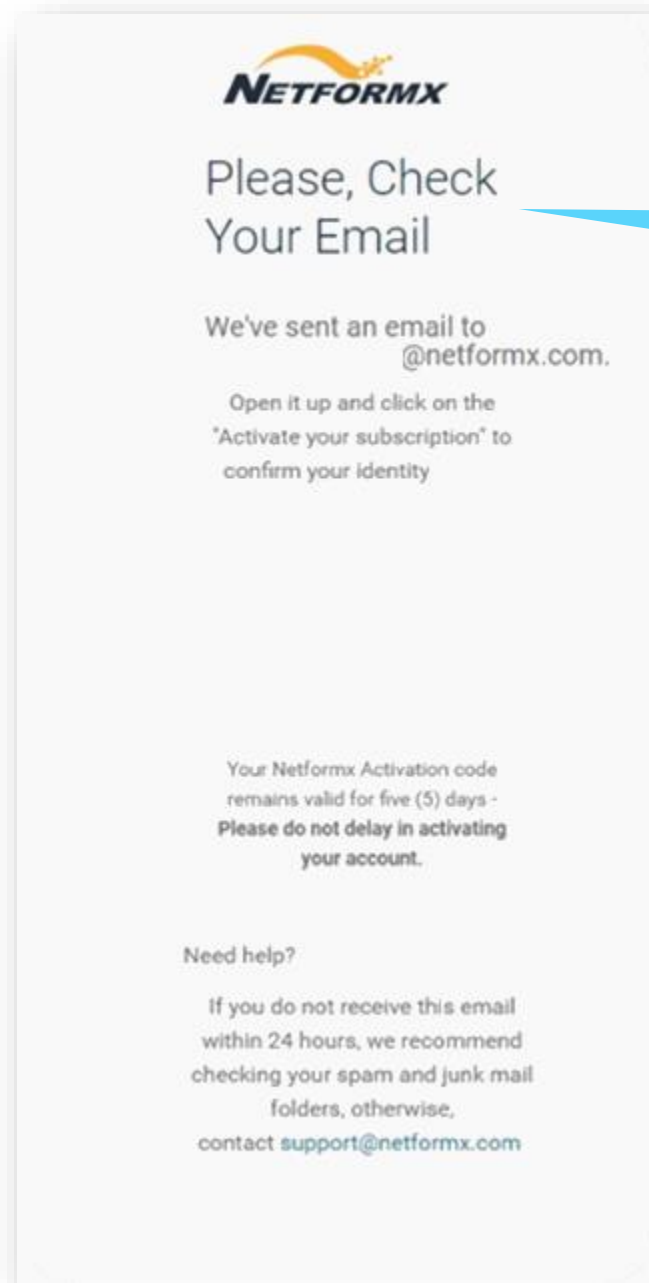 NETFORMX
Please, Check
Your Email
We've sent an email to
@netformx.com.
Open it up and click on the
"Activate your subscription" to
confirm your identity
Your Netformx Activation code
remains valid for five (5) days -
Please do not delay in activating
your account.
Need help?
If you do not receive this email
within 24 hours, we recommend
checking your spam and junk mail
folders, otherwise,
contact support@netformx.com